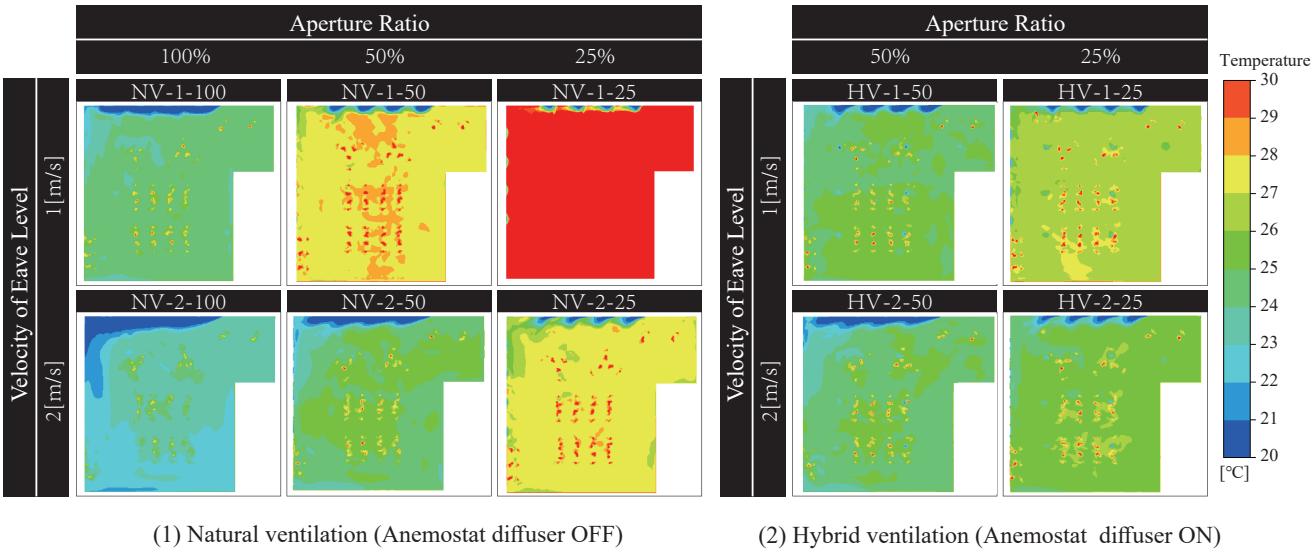 Aperture Ratio
100% 50% 25%
Velocity of Eave Level
1[m/s]
NV-1-100 NV-1-50 NV-1-25
2[m/s]
NV-2-100 NV-2-50 NV-2-25
(1) Natural ventilation (Anemostat diffuser OFF)
Aperture Ratio
50% 25%
Velocity of Eave Level
1[m/s]
HV-1-50 HV-1-25
2[m/s]
HV-2-50 HV-2-25
(2) Hybrid ventilation (Anemostat diffuser ON)
Temperature
30
29
28
27
26
25
24
23
22
21
20
[℃]